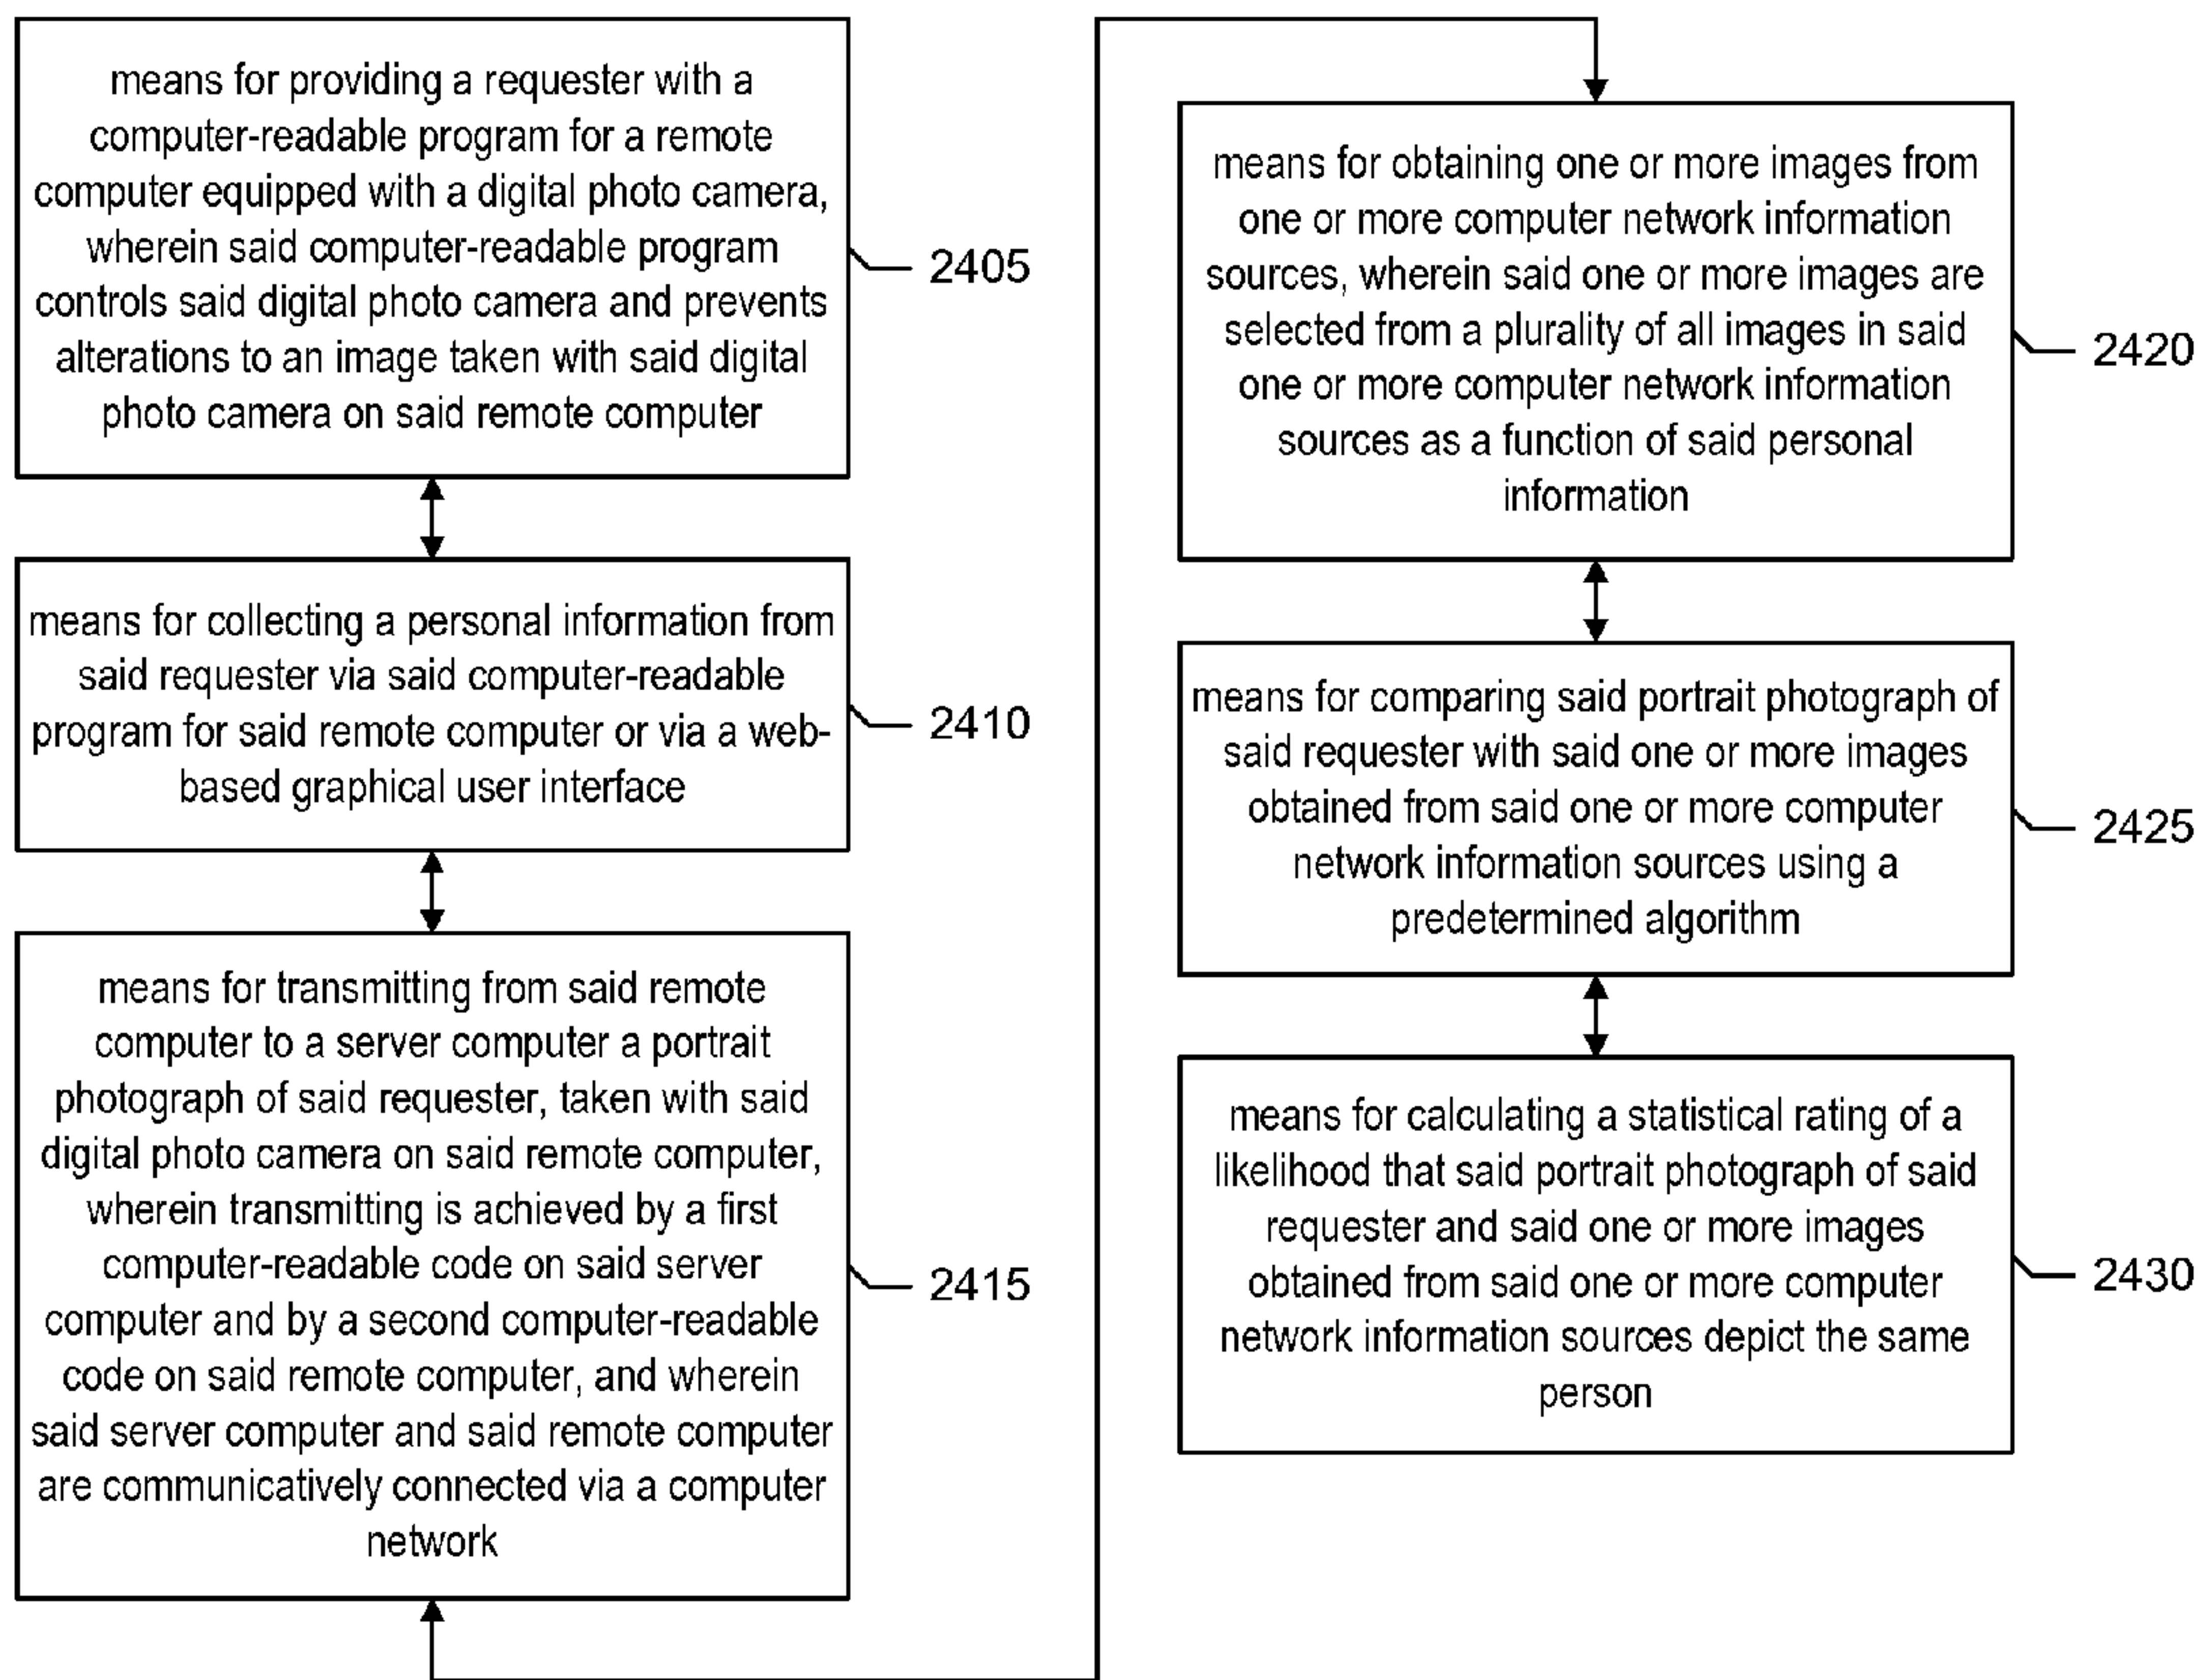 means for providing a requester with a
computer-readable program for a remote
computer equipped with a digital photo camera,
wherein said computer-readable program
controls said digital photo camera and prevents
alterations to an image taken with said digital
photo camera on said remote computer
2405
means for collecting a personal information from
said requester via said computer-readable
program for said remote computer or via a web-
based graphical user interface
2410
means for transmitting from said remote
computer to a server computer a portrait
photograph of said requester, taken with said
digital photo camera on said remote computer,
wherein transmitting is achieved by a first
computer-readable code on said server
computer and by a second computer-readable
code on said remote computer, and wherein
said server computer and said remote computer
are communicatively connected via a computer
network
2415
means for obtaining one or more images from
one or more computer network information
sources, wherein said one or more images are
selected from a plurality of all images in said
one or more computer network information
sources as a function of said personal
information
2420
means for comparing said portrait photograph of
said requester with said one or more images
obtained from said one or more computer
network information sources using a
predetermined algorithm
2425
means for calculating a statistical rating of a
likelihood that said portrait photograph of said
requester and said one or more images
obtained from said one or more computer
network information sources depict the same
person
2430